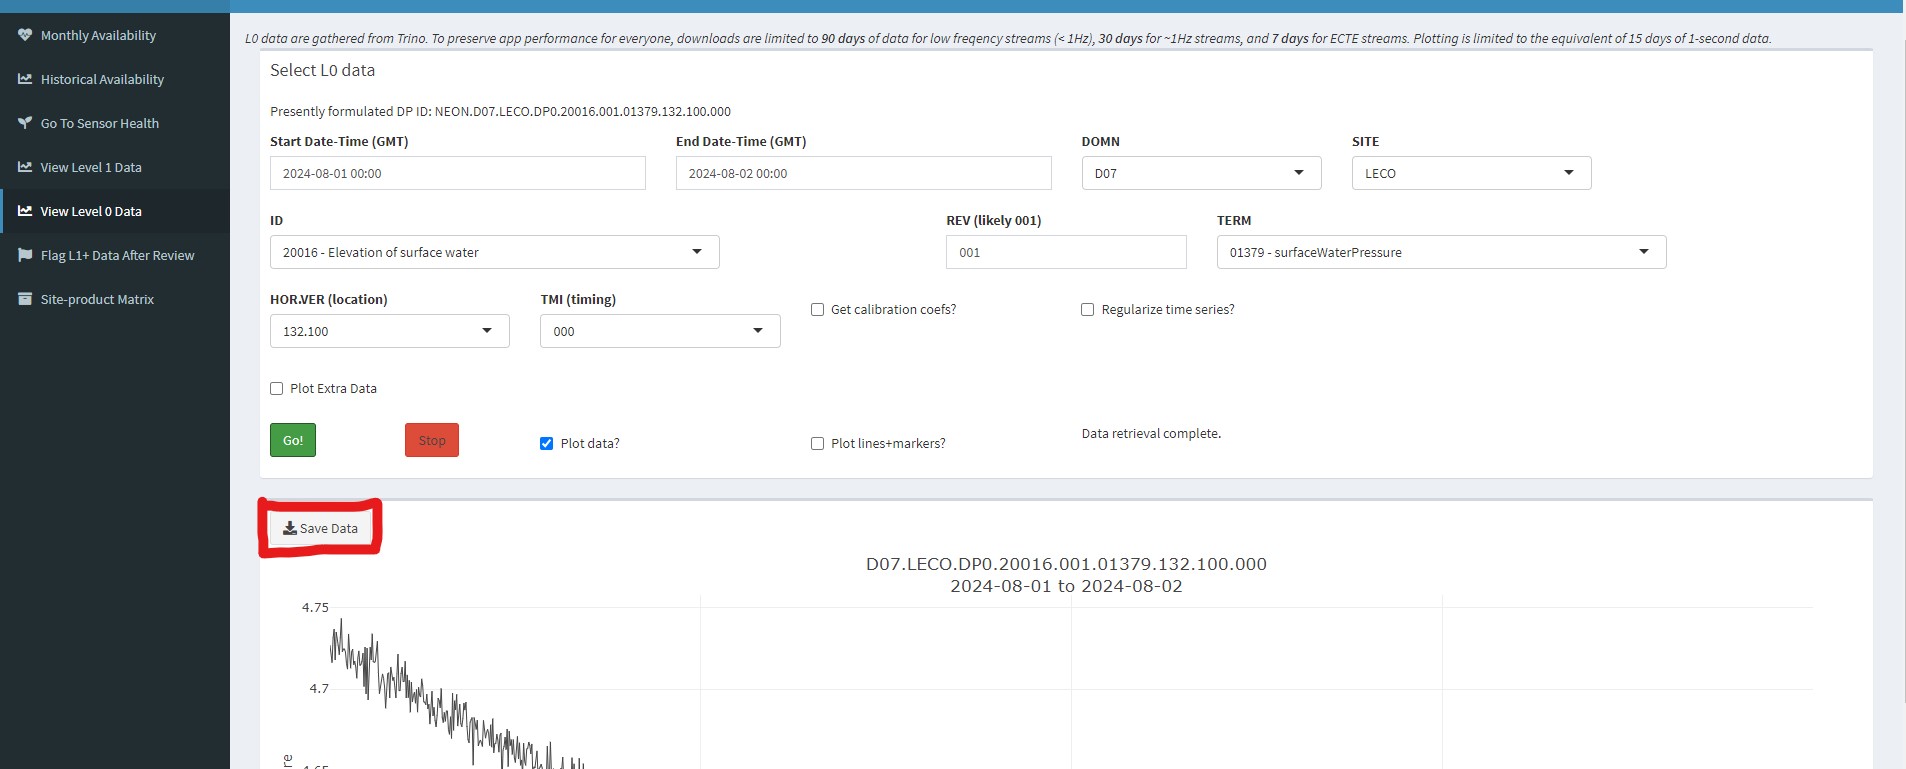 Monthly Availability
Historical Availability
Go To Sensor Health
View Level 1 Data
View Level 0 Data
Flag L1+ Data After Review
Site-product Matrix
L0 data are gathered from Trino. To preserve app performance for everyone, downloads are limited to 90 days of data for low freqency streams (< 1Hz), 30 days for ~1Hz streams, and 7 days for ECTE streams. Plotting is limited to the equivalent of 15 days of 1-second data.
Select L0 data
Presently formulated DP ID: NEON.D07.LECO.DP0.20016.001.01379.132.100.000
Start Date-Time (GMT) End Date-Time (GMT) DOMN SITE
2024-08-01 00:00 2024-08-02 00:00 D07 LECO
ID REV (likely 001) TERM
20016 - Elevation of surface water 001 01379 - surfaceWaterPressure
HOR.VER (location) TMI (timing) Get calibration coefs? Regularize time series?
132.100 000
Plot Extra Data
Go! Stop Plot data? Plot lines+markers? Data retrieval complete.
Save Data
D07.LECO.DP0.20016.001.01379.132.100.000
2024-08-01 to 2024-08-02
4.75
4.7
4.65